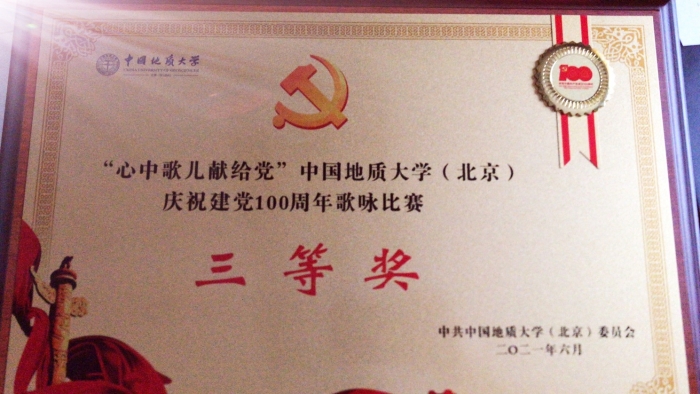 中国地质大学
100
“心中歌儿献给党”中国地质大学（北京）
庆祝建党100周年歌咏比赛
三等奖
中共中国地质大学（北京）委员会
二〇二一年六月